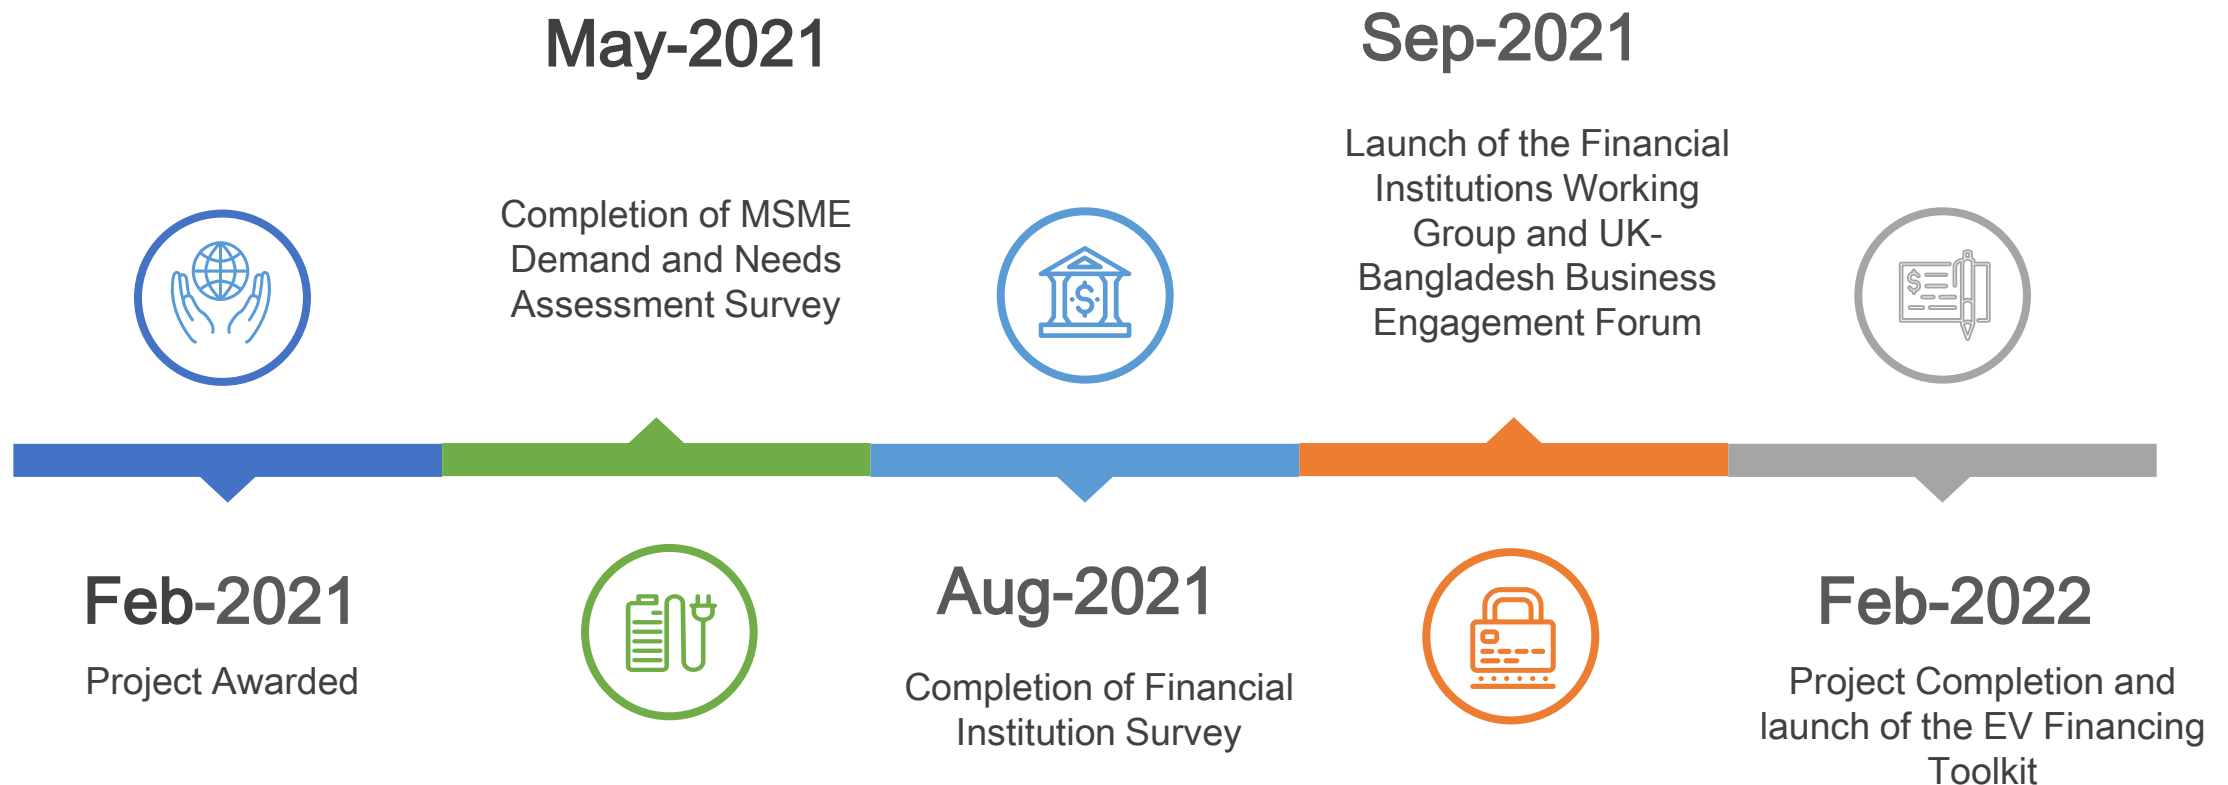 May-2021
Completion of MSME
Demand and Needs
Assessment Survey
Sep-2021
Launch of the Financial
Institutions Working
Group and UK-
Bangladesh Business
Engagement Forum
Feb-2021
Project Awarded
Aug-2021
Completion of Financial
Institution Survey
Feb-2022
Project Completion and
launch of the EV Financing
Toolkit